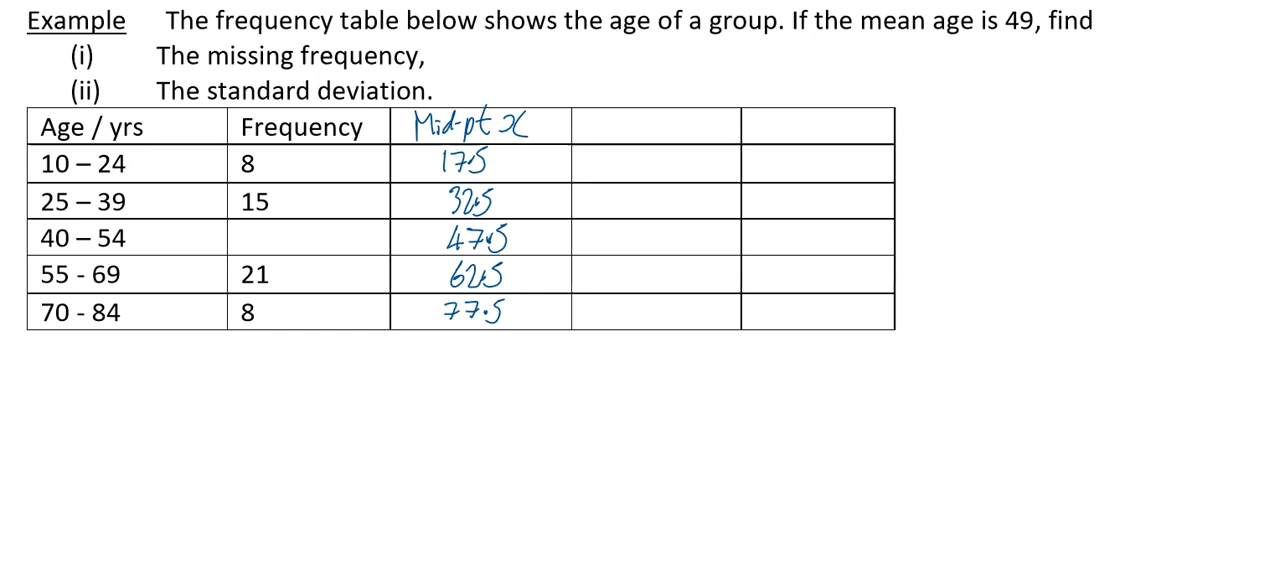 Example The frequency table below shows the age of a group. If the mean age is 49, find
(i) The missing frequency,
(ii) The standard deviation.
Age / yrs Frequency Mid-pt x
10 – 24 8 17.5
25 – 39 15 32.5
40 – 54 47.5
55 - 69 21 62.5
70 - 84 8 77.5